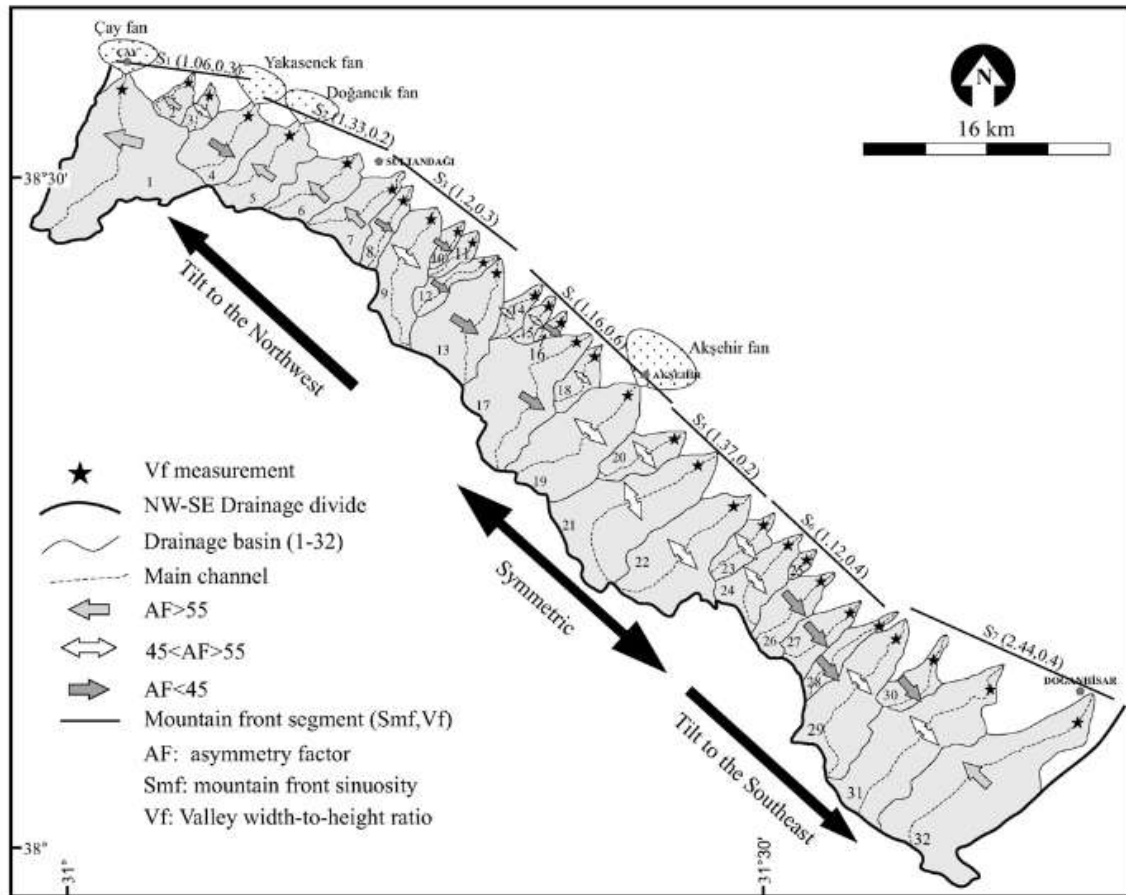 Çay fan
ÇAY
S1 (1.06,0.3)
Yakasenek fan
Doğancık fan
S2 (1.33,0.2)
N
16 km
SULTANDAĞI
38°30'
S3 (1.2,0.3)
1
2
3
4
5
6
7
8
9
10
11
12
13
14
15
16
17
18
19
20
21
22
23
24
25
26
27
28
29
30
31
32
Tilt to the Northwest
S4 (1.16,0.6)
Akşehir fan
AKŞEHİR
S5 (1.37,0.2)
S6 (1.12,0.4)
Symmetric
S7 (2.44,0.4)
DOĞANHİSAR
Tilt to the Southeast
Vf measurement
NW-SE Drainage divide
Drainage basin (1-32)
Main channel
AF>55
45<AF>55
AF<45
Mountain front segment (Smf,Vf)
AF: asymmetry factor
Smf: mountain front sinuosity
Vf: Valley width-to-height ratio
38°
31°
31°30'